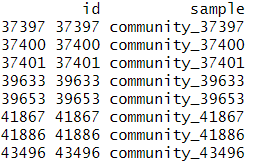 id sample
37397 37397 community_37397
37400 37400 community_37400
37401 37401 community_37401
39633 39633 community_39633
39653 39653 community_39653
41867 41867 community_41867
41886 41886 community_41886
43496 43496 community_43496